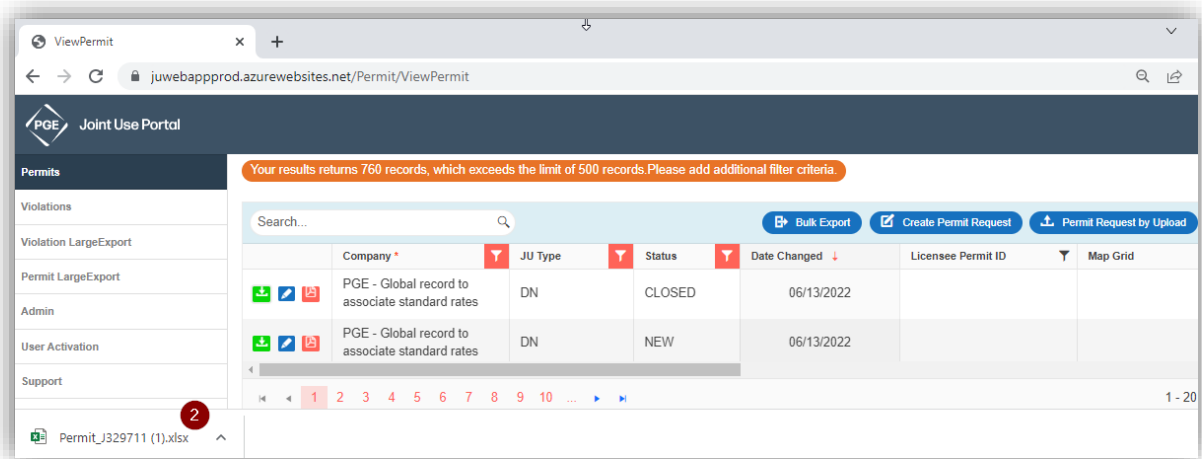 ViewPermit
juwebappprod.azurewebsites.net/Permit/ViewPermit
PGE Joint Use Portal
Permits
Violations
Violation LargeExport
Permit LargeExport
Admin
User Activation
Support
Your results returns 760 records, which exceeds the limit of 500 records.Please add additional filter criteria.
Search...
Bulk Export
Create Permit Request
Permit Request by Upload
Company * JU Type Status Date Changed ↓ Licensee Permit ID Map Grid
PGE - Global record to
associate standard rates
DN CLOSED 06/13/2022
PGE - Global record to
associate standard rates
DN NEW 06/13/2022
1 2 3 4 5 6 7 8 9 10 ...
1 - 20
2
Permit_J329711 (1).xlsx